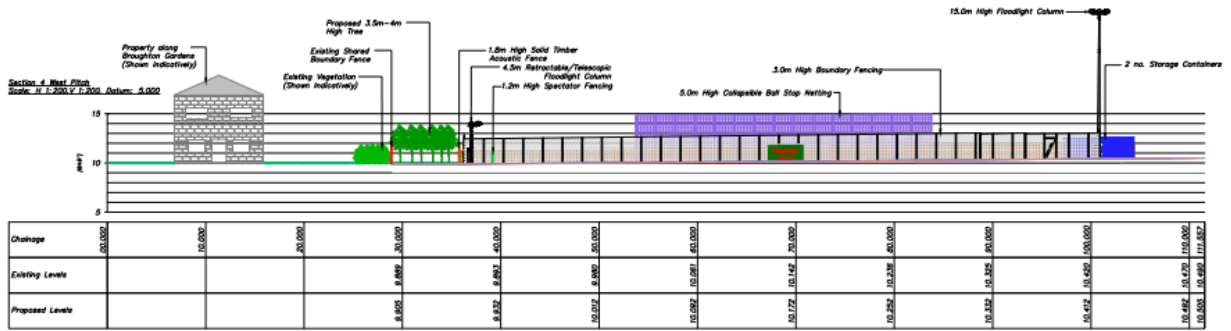 Proposed 3.5m-4m
High Tree
15.0m High Floodlight Column
Property along
Broughton Gardens
(Shown Indicatively)
Existing Shared
Boundary Fence
1.8m High Solid Timber
Acoustic Fence
4.5m Retractable/Telescopic
Floodlight Column
3.0m High Boundary Fencing
2 no. Storage Containers
Section 4 West Pitch
Scale: H 1:200,V 1:200. Datum: 5.000
Existing Vegetation
(Shown Indicatively)
1.2m High Spectator Fencing
5.0m High Collapsible Ball Stop Netting
15
10
5
Chainage
00.000
10.000
20.000
30.000
40.000
50.000
60.000
70.000
80.000
90.000
100.000
110.000
111.557
Existing Levels
9.889
9.893
9.980
10.061
10.142
10.236
10.325
10.420
10.470
10.490
Proposed Levels
9.905
9.932
10.012
10.092
10.172
10.252
10.332
10.412
10.492
10.505